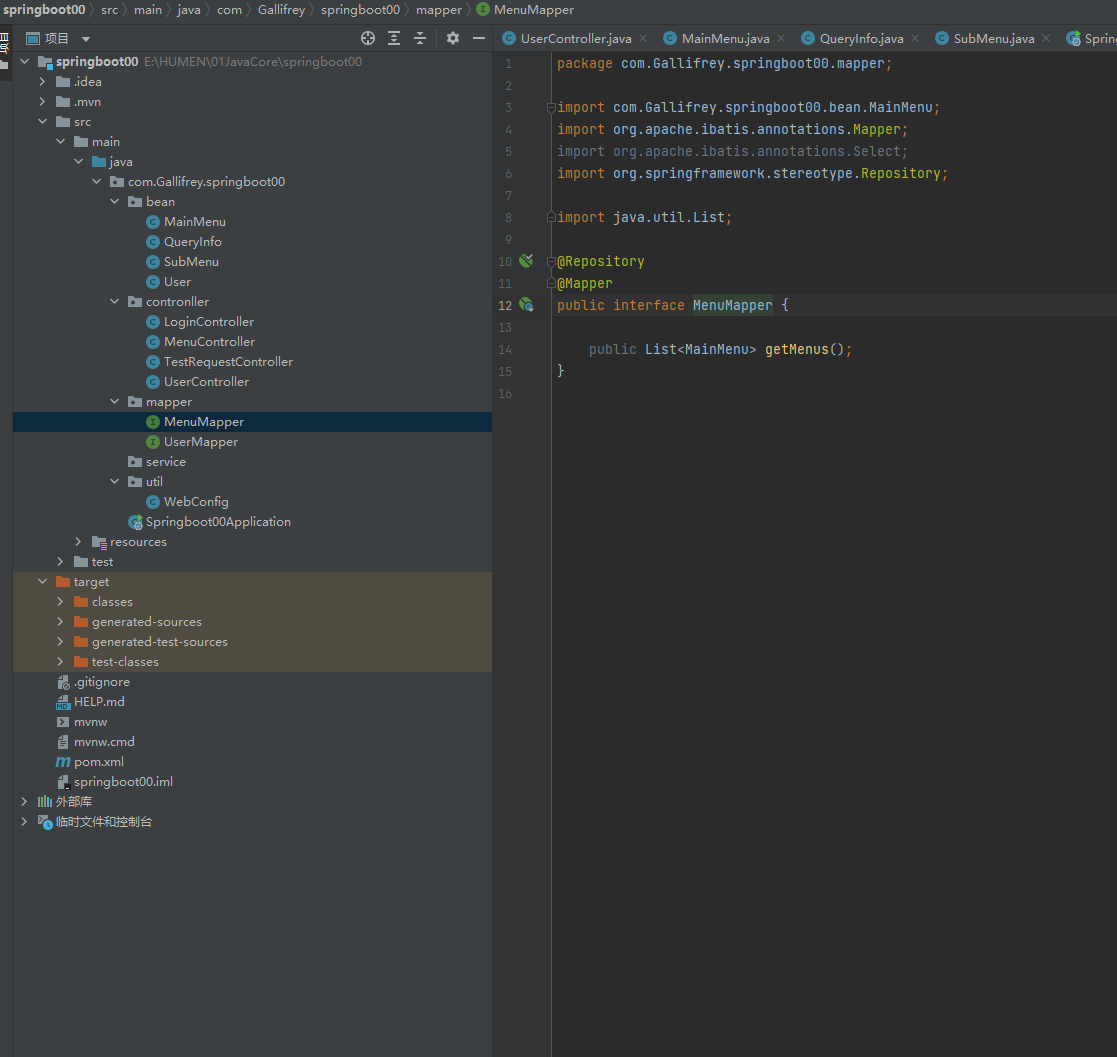 springboot00 src main java com Gallifrey springboot00 mapper MenuMapper
项目
springboot00 E:\HUMEN\01JavaCore\springboot00
.idea
.mvn
src
main
java
com.Gallifrey.springboot00
bean
MainMenu
QueryInfo
SubMenu
User
contronller
LoginController
MenuController
TestRequestController
UserController
mapper
MenuMapper
UserMapper
service
util
WebConfig
Springboot00Application
resources
test
target
classes
generated-sources
generated-test-sources
test-classes
.gitignore
HELP.md
mvnw
mvnw.cmd
pom.xml
springboot00.iml
外部库
临时文件和控制台
UserController.java MainMenu.java QueryInfo.java SubMenu.java Sprin
1 package com.Gallifrey.springboot00.mapper;
2
3 import com.Gallifrey.springboot00.bean.MainMenu;
4 import org.apache.ibatis.annotations.Mapper;
5 import org.apache.ibatis.annotations.Select;
6 import org.springframework.stereotype.Repository;
7
8 import java.util.List;
9
10 @Repository
11 @Mapper
12 public interface MenuMapper {
13
14 public List<MainMenu> getMenus();
15 }
16